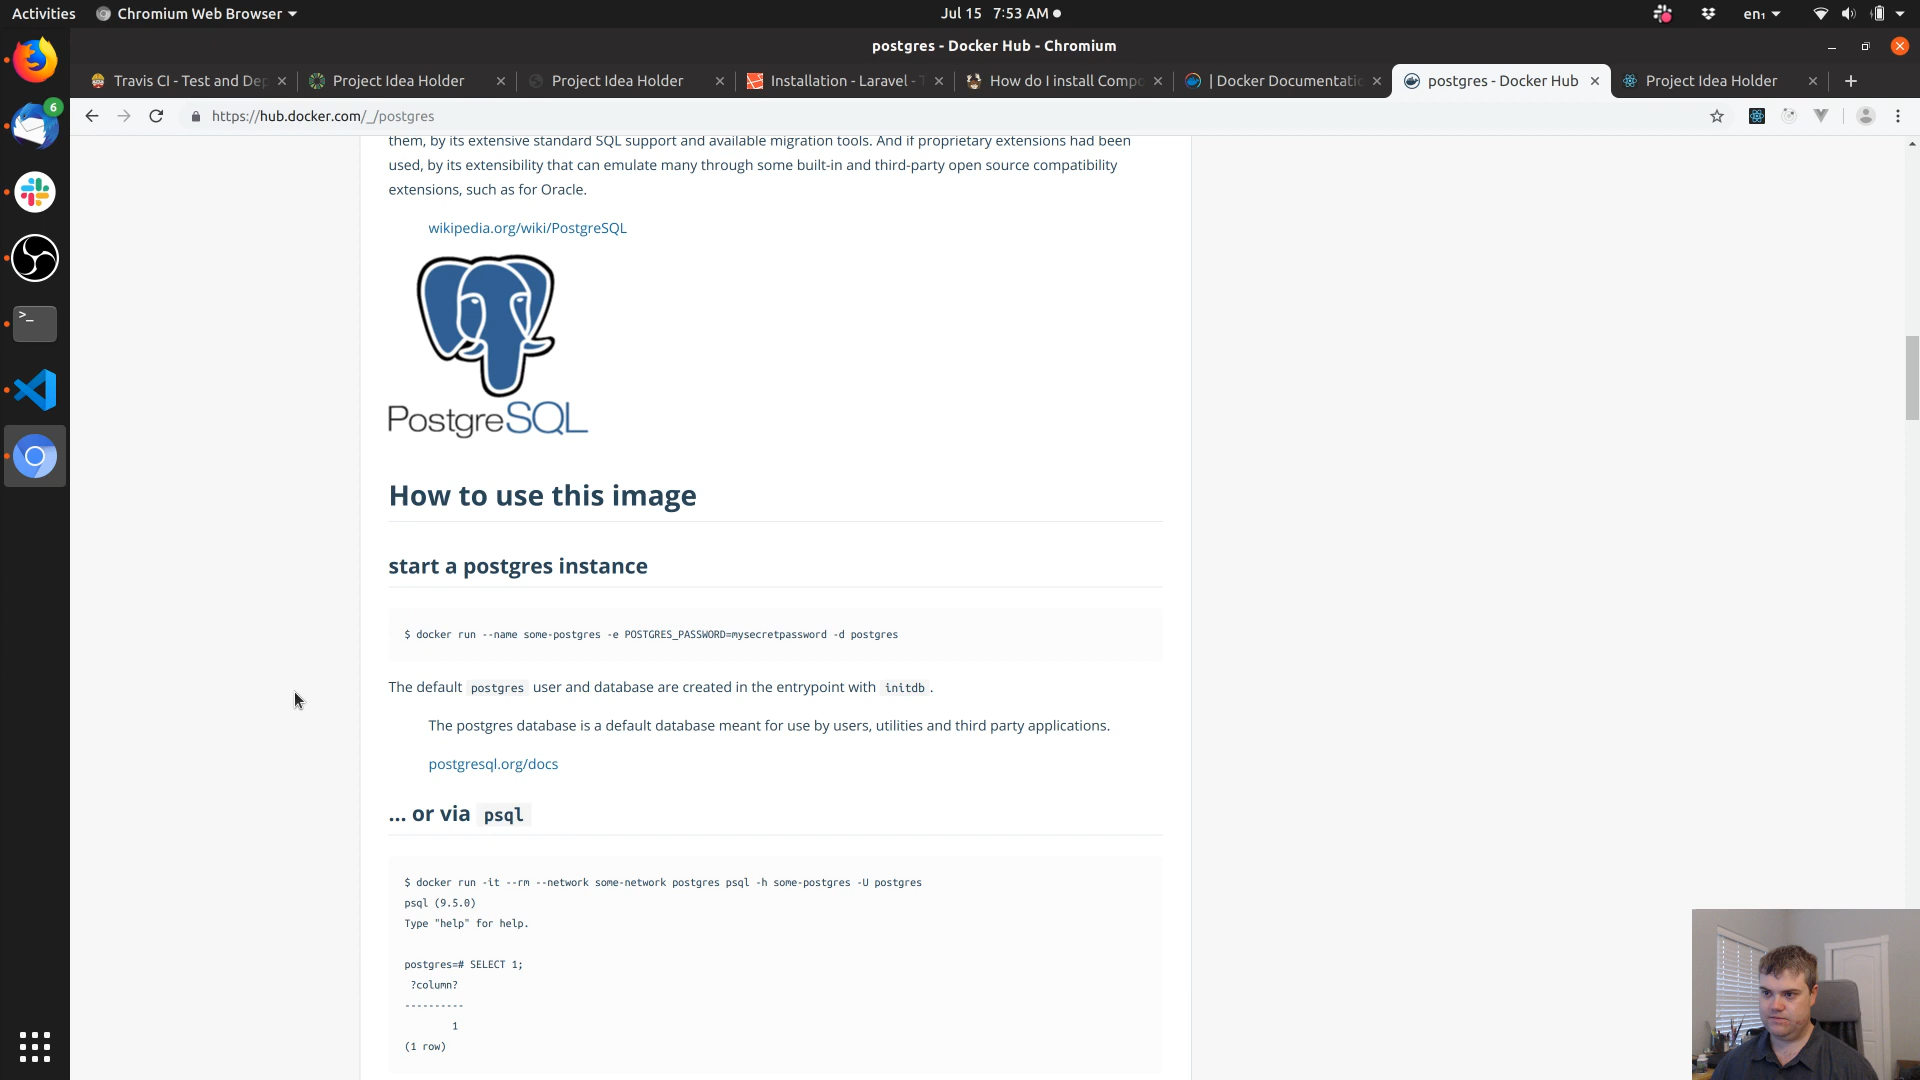 Activities
Chromium Web Browser
Jul 15 7:53 AM
en₁
postgres - Docker Hub - Chromium
Travis CI - Test and Dep
Project Idea Holder
Project Idea Holder
Installation - Laravel - T
How do I install Compo
| Docker Documentatio
postgres - Docker Hub
Project Idea Holder
https://hub.docker.com/_/postgres
6
them, by its extensive standard SQL support and available migration tools. And if proprietary extensions had been
used, by its extensibility that can emulate many through some built-in and third-party open source compatibility
extensions, such as for Oracle.
wikipedia.org/wiki/PostgreSQL
PostgreSQL
How to use this image
start a postgres instance
$ docker run --name some-postgres -e POSTGRES_PASSWORD=mysecretpassword -d postgres
The default postgres user and database are created in the entrypoint with initdb .
The postgres database is a default database meant for use by users, utilities and third party applications.
postgresql.org/docs
... or via psql
$ docker run -it --rm --network some-network postgres psql -h some-postgres -U postgres
psql (9.5.0)
Type "help" for help.
postgres=# SELECT 1;
?column?
----------
1
(1 row)